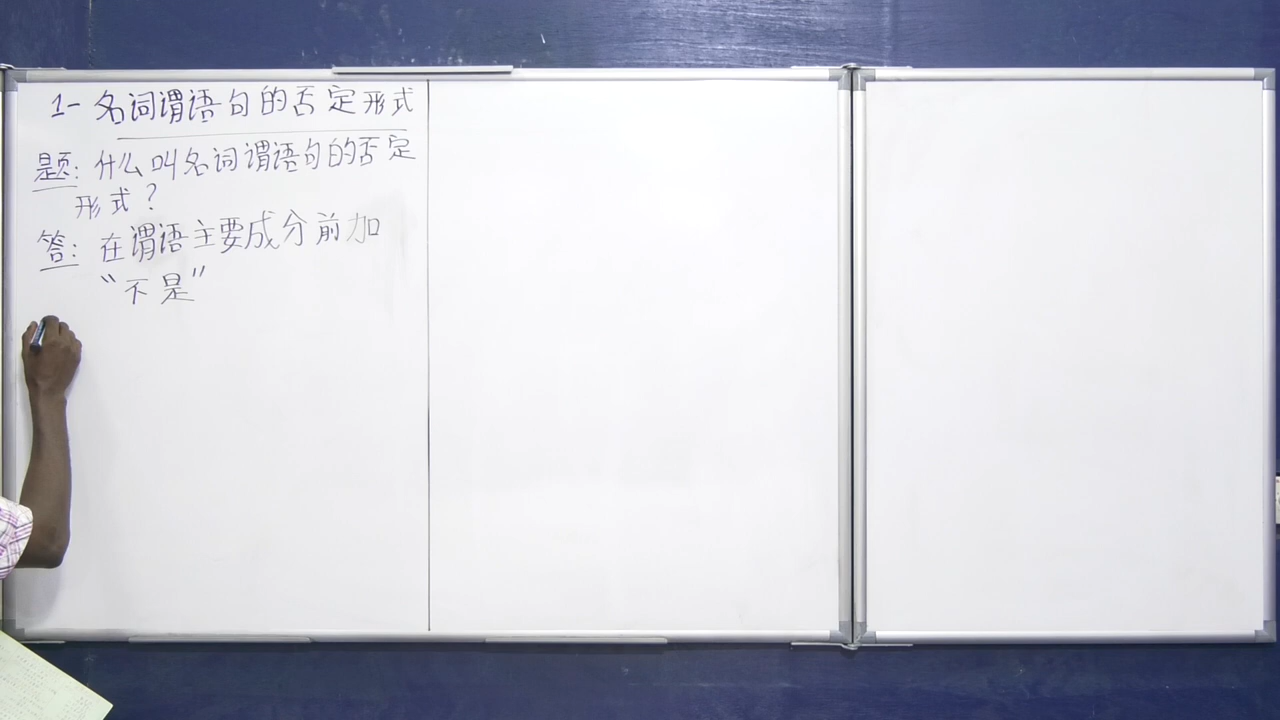 1- 名词谓语句的否定形式
题: 什么叫名词谓语句的否定
形式?
答: 在谓语主要成分前加
“不是”